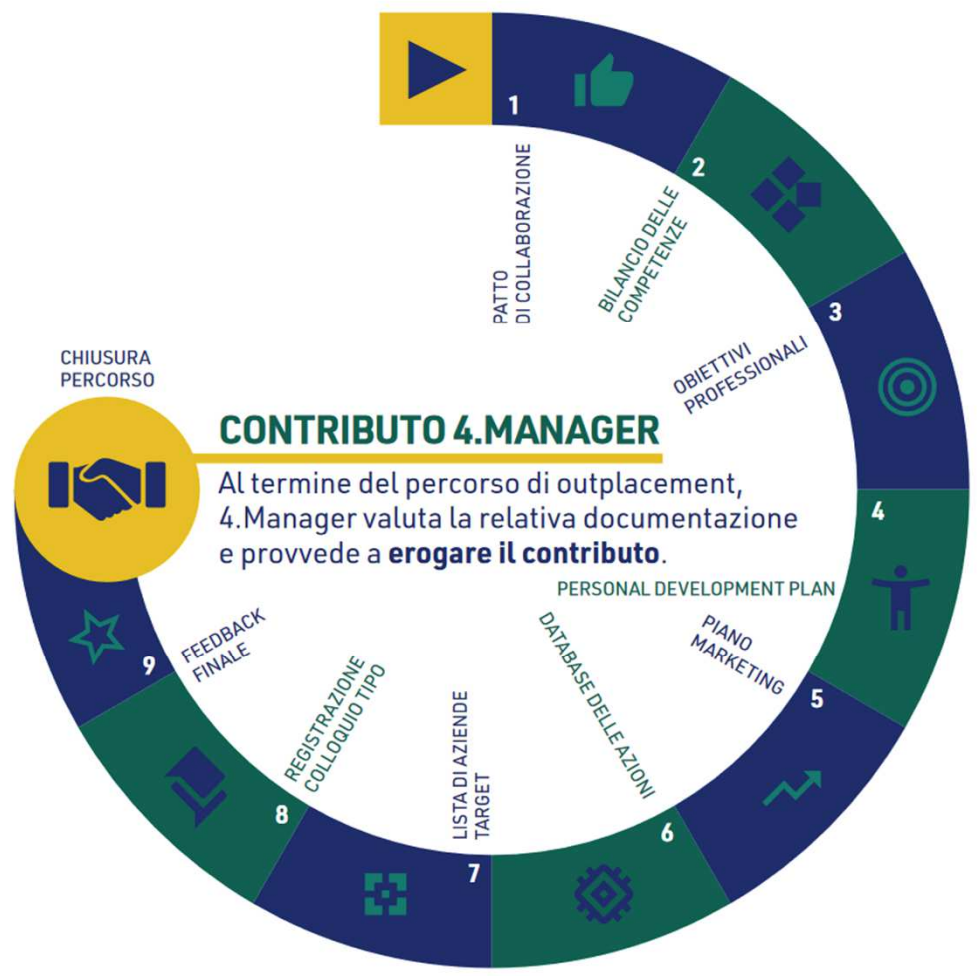 1
PATTO
DI COLLABORAZIONE
2
BILANCIO DELLE
COMPETENZE
3
OBIETTIVI
PROFESSIONALI
4
PERSONAL DEVELOPMENT PLAN
5
PIANO
MARKETING
6
DATABASE DELLE AZIONI
7
LISTA DI AZIENDE
TARGET
8
REGISTRAZIONE
COLLOQUIO TIPO
9
FEEDBACK
FINALE
CHIUSURA
PERCORSO
CONTRIBUTO 4.MANAGER
Al termine del percorso di outplacement,
4.Manager valuta la relativa documentazione
e provvede a erogare il contributo.